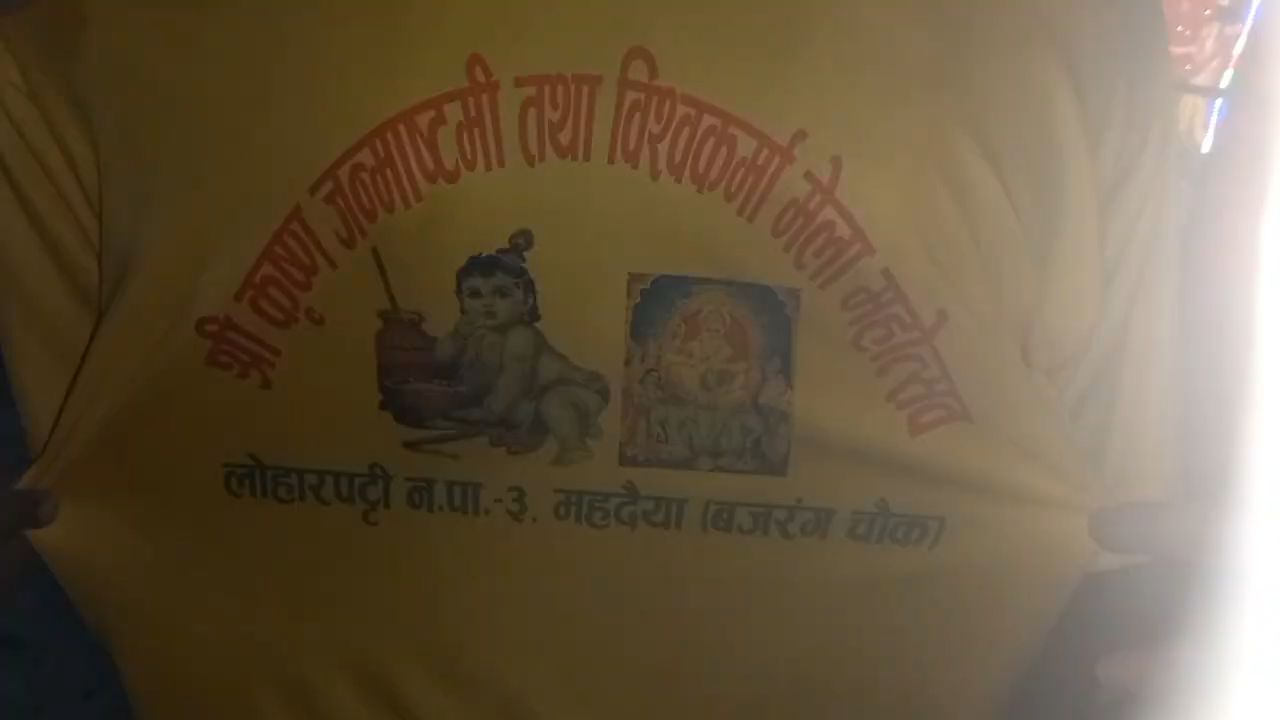 श्री कृष्ण जन्माष्टमी तथा विश्वकर्मा मेला महोत्सव
लोहारपट्टी न.पा.-३, महदैया (बजरंग चौक)